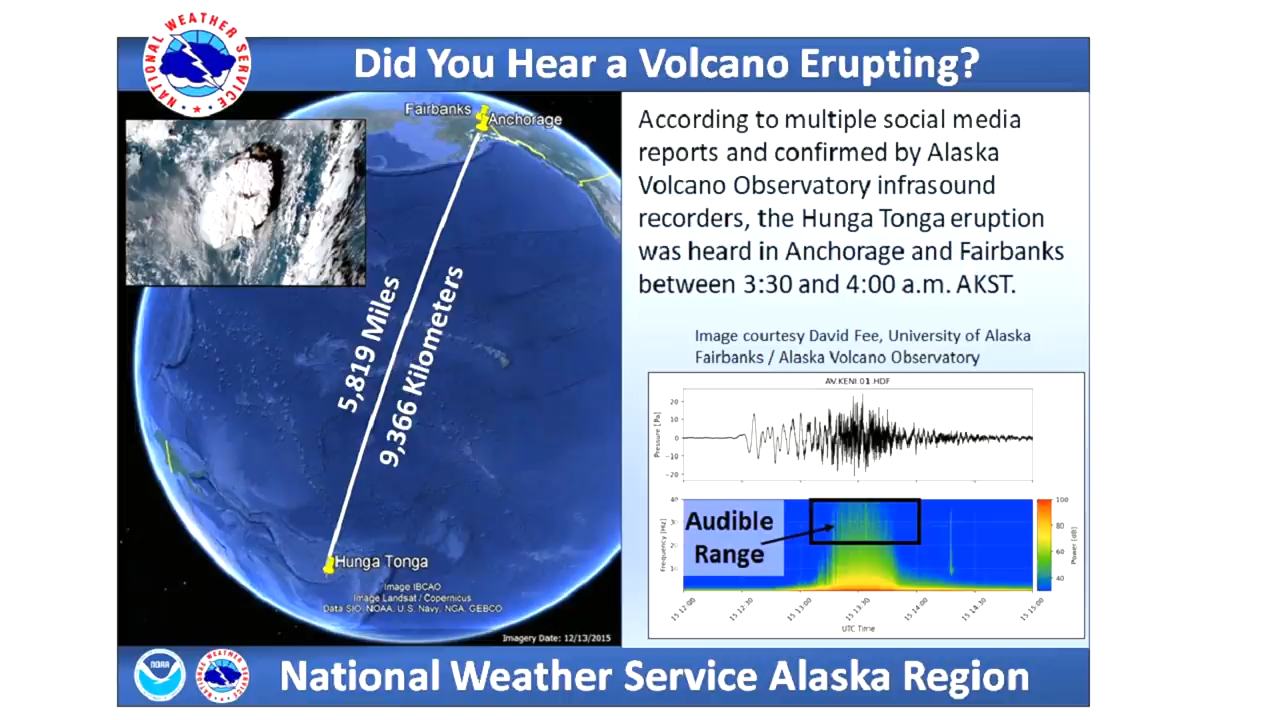 NATIONAL WEATHER SERVICE
Did You Hear a Volcano Erupting?
Fairbanks
Anchorage
5,819 Miles
9,366 Kilometers
Hunga Tonga
Image IBCAO
Image Landsat / Copernicus
Data SIO, NOAA, U.S. Navy, NGA, GEBCO
Imagery Date: 12/13/2015
According to multiple social media
reports and confirmed by Alaska
Volcano Observatory infrasound
recorders, the Hunga Tonga eruption
was heard in Anchorage and Fairbanks
between 3:30 and 4:00 a.m. AKST.
Image courtesy David Fee, University of Alaska
Fairbanks / Alaska Volcano Observatory
AV.KENI.01.HDF
Pressure [Pa]
20
10
0
−10
−20
Audible
Range
Frequency [Hz]
40
30
20
10
100
80
60
40
Power [dB]
15 12:00
15 12:30
15 13:00
15 13:30
15 14:00
15 14:30
15 15:00
UTC Time
NOAA
NATIONAL WEATHER SERVICE
National Weather Service Alaska Region